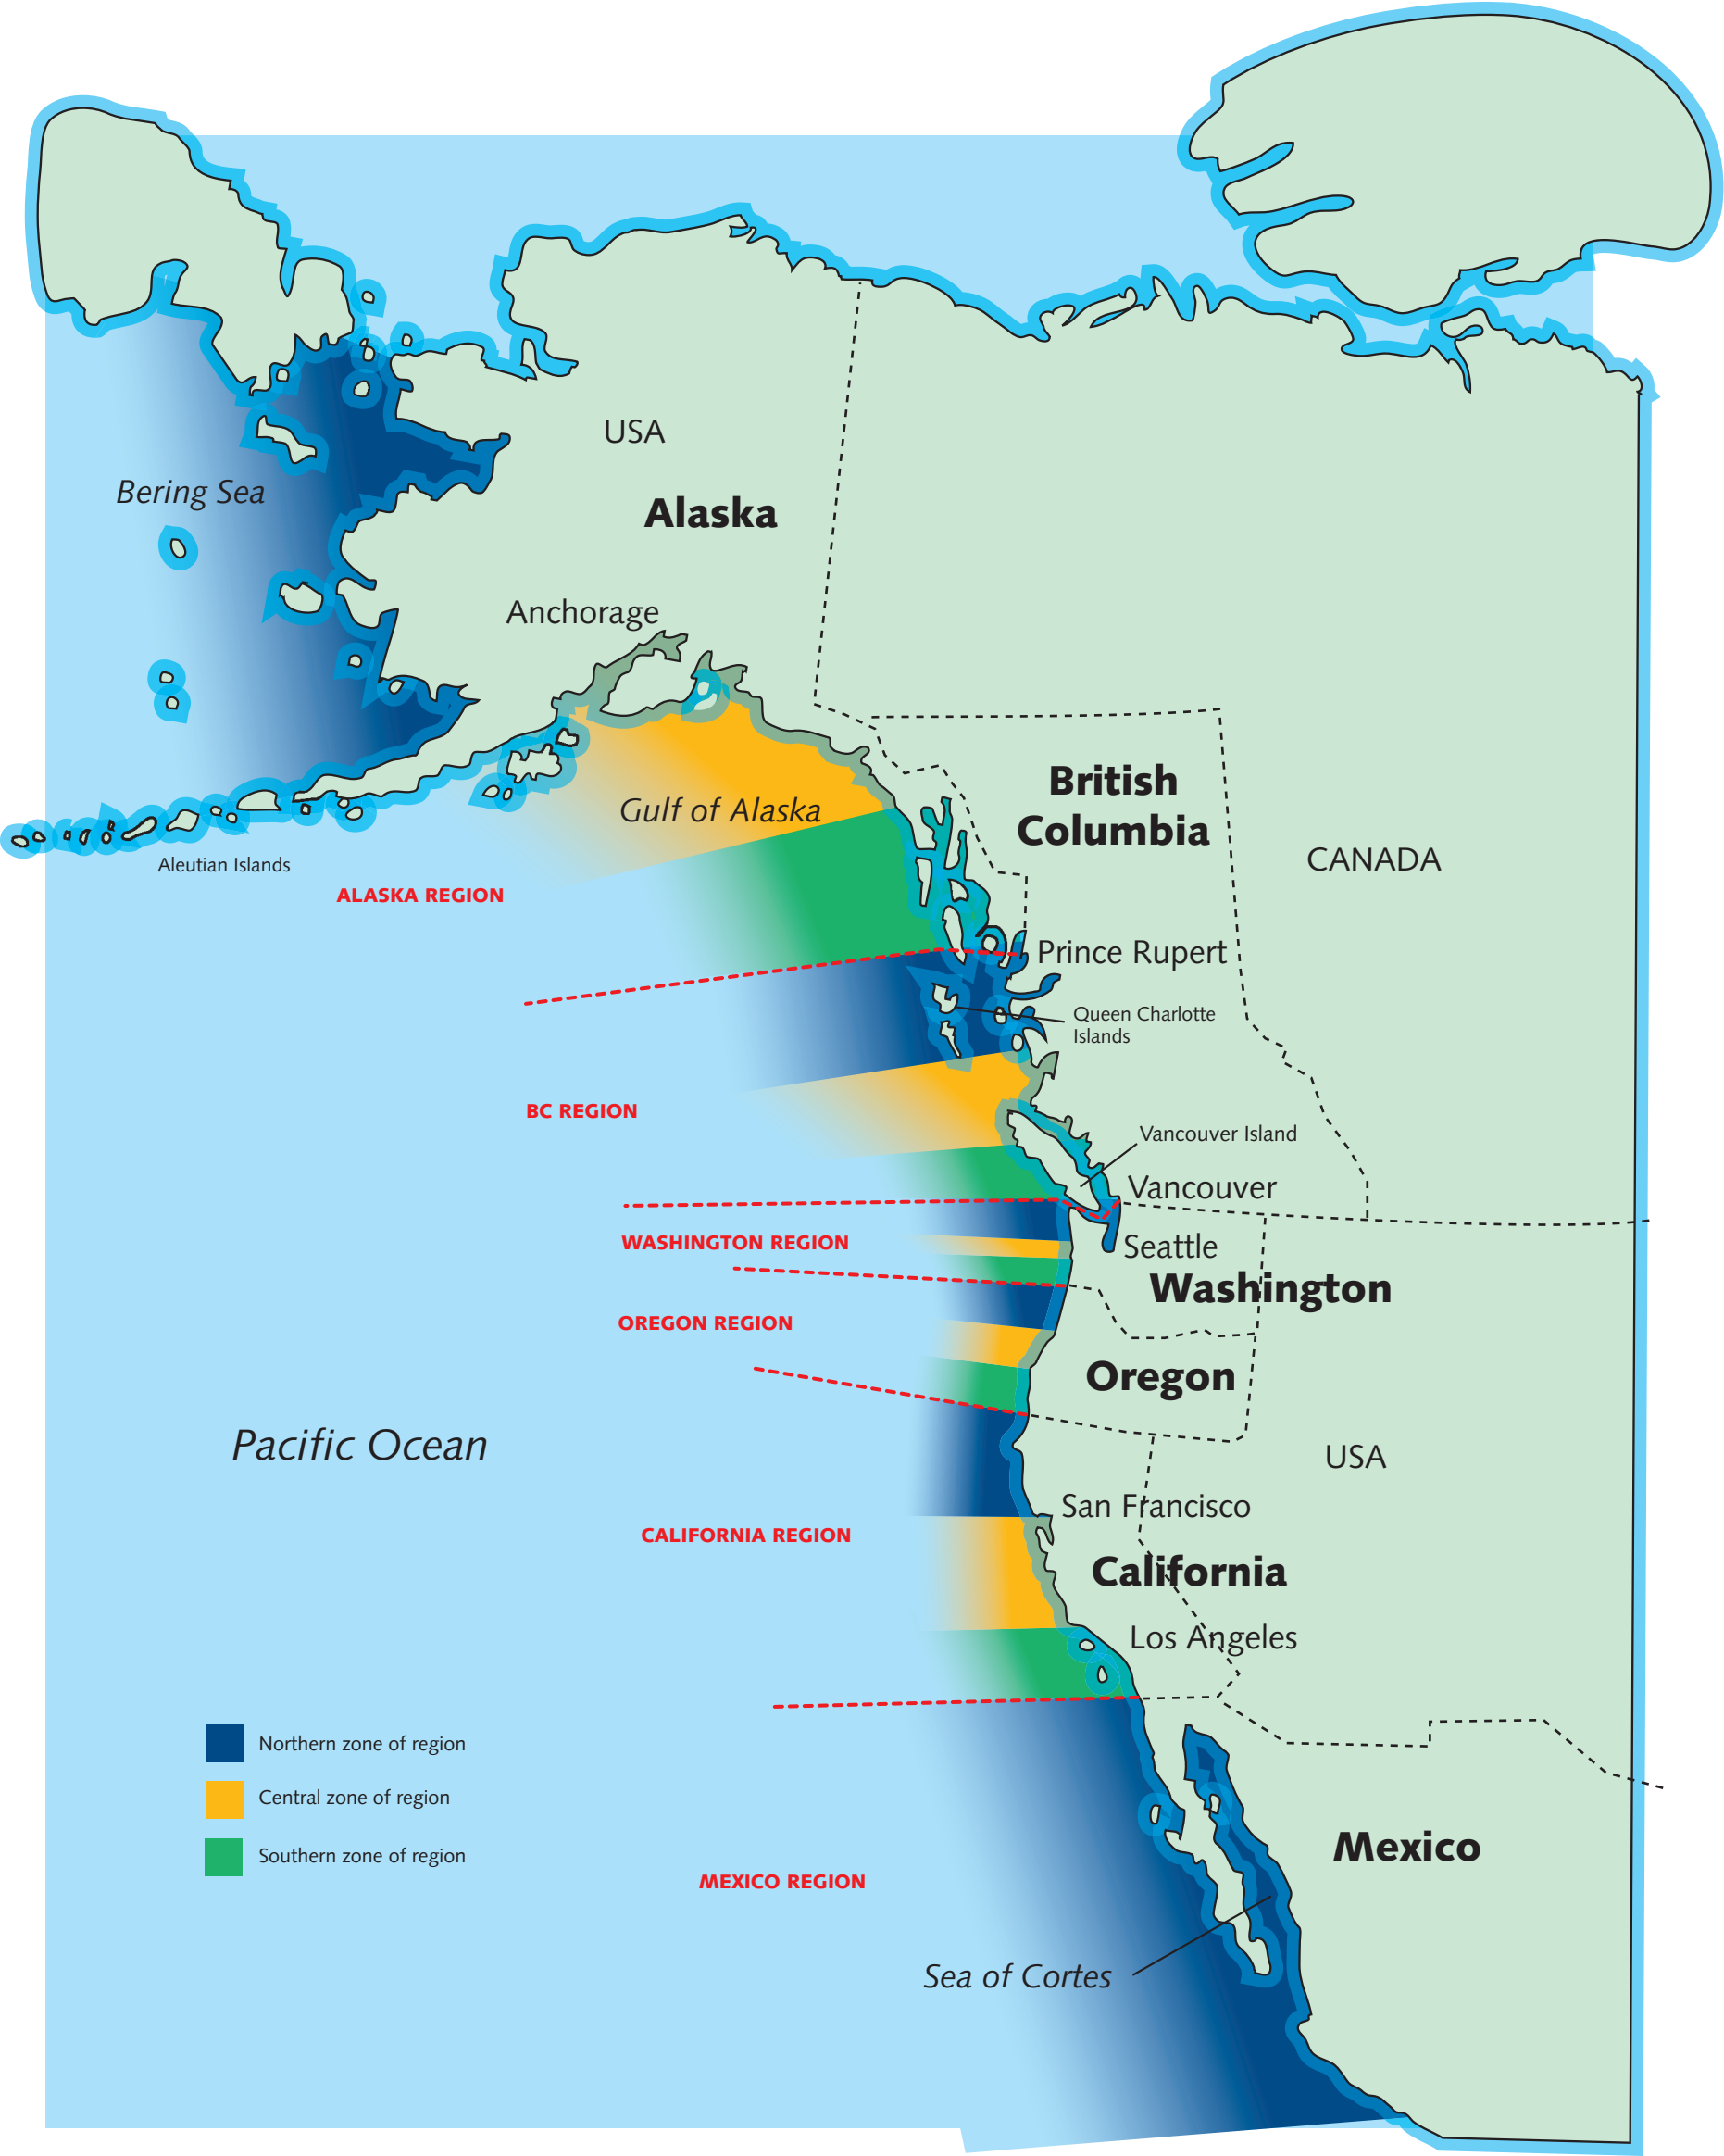 USA
Bering Sea
Alaska
Anchorage
British
Columbia
Gulf of Alaska
CANADA
Aleutian Islands
ALASKA REGION
Prince Rupert
Queen Charlotte
Islands
BC REGION
Vancouver Island
Vancouver
WASHINGTON REGION
Seattle
Washington
OREGON REGION
Oregon
Pacific Ocean
USA
San Francisco
CALIFORNIA REGION
California
Los Angeles
Northern zone of region
Central zone of region
Southern zone of region
Mexico
MEXICO REGION
Sea of Cortes